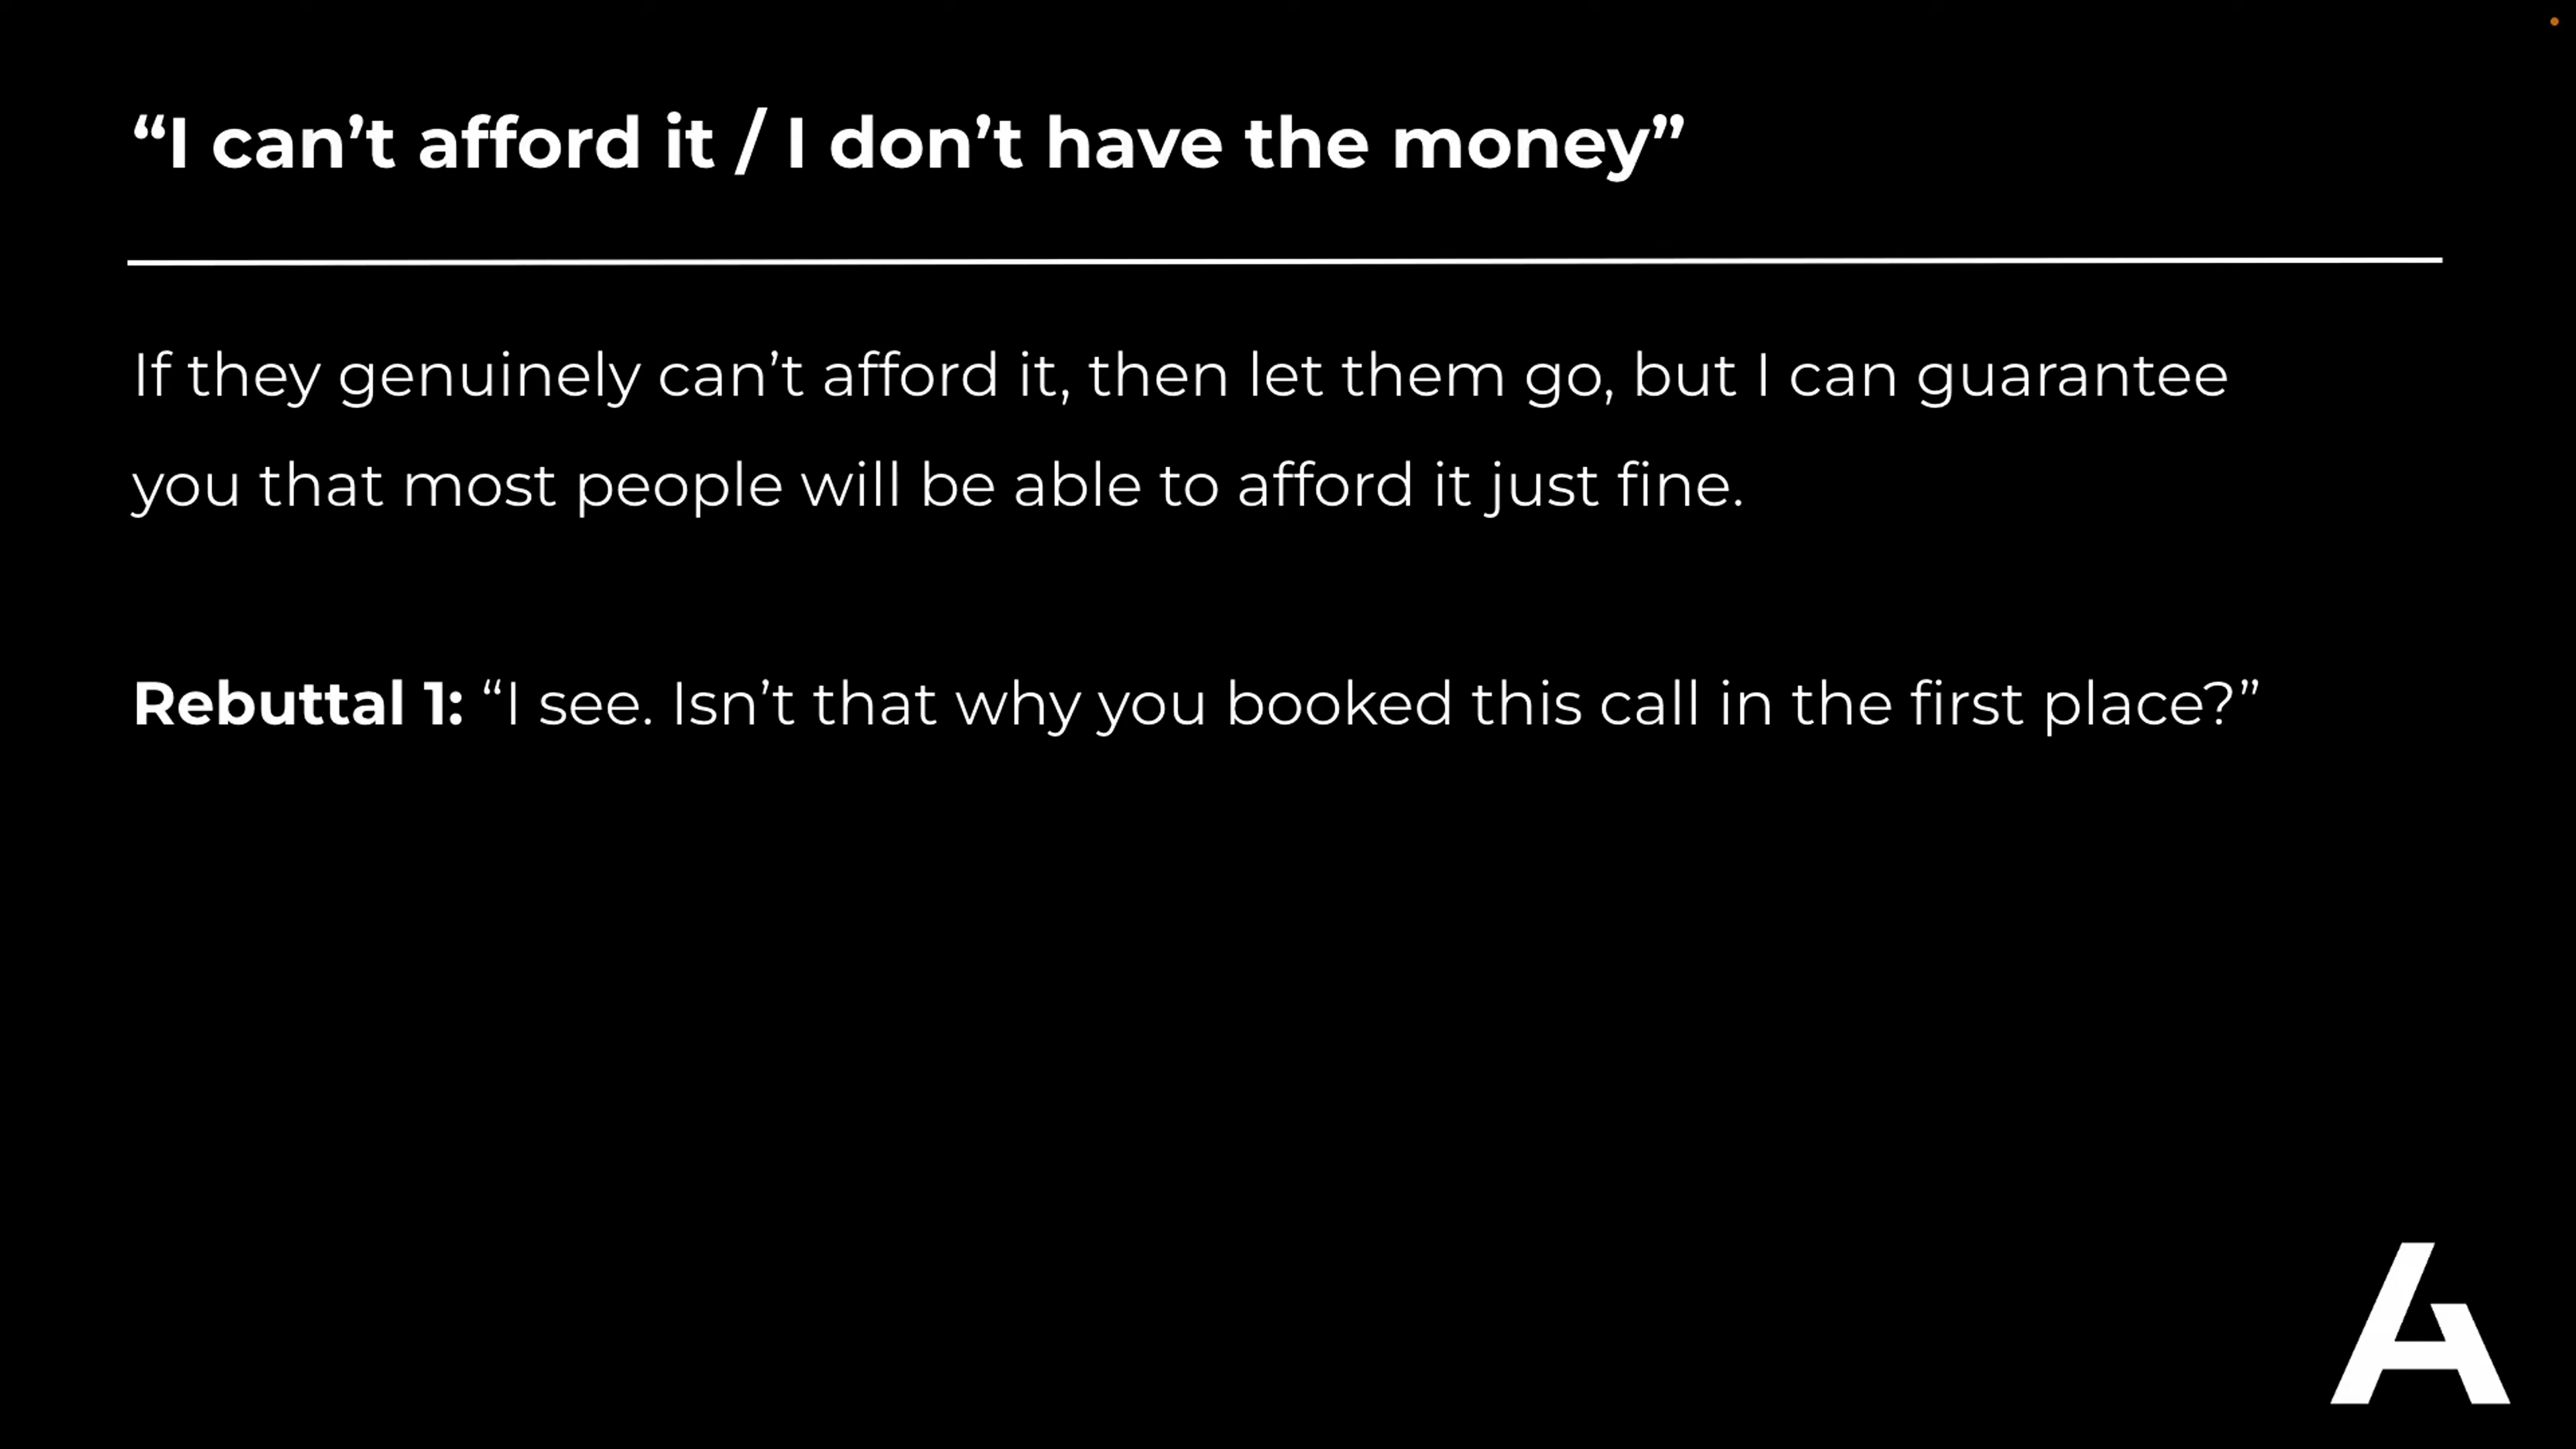 “I can’t afford it / I don’t have the money”
If they genuinely can’t afford it, then let them go, but I can guarantee
you that most people will be able to afford it just fine.
Rebuttal 1: “I see. Isn’t that why you booked this call in the first place?”